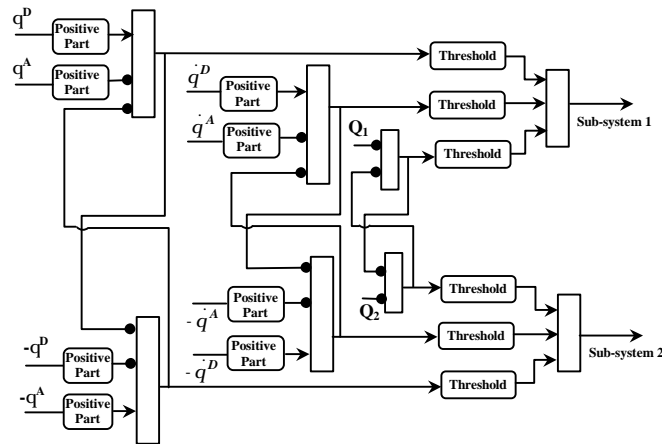 q^D
Positive
Part
q^A
Positive
Part
Threshold
q̇^D
Positive
Part
Threshold
q̇^A
Positive
Part
Q₁
Threshold
Sub-system 1
Q₂
Threshold
- q̇^A
Positive
Part
Threshold
- q̇^D
Positive
Part
Sub-system 2
-q^D
Positive
Part
Threshold
-q^A
Positive
Part